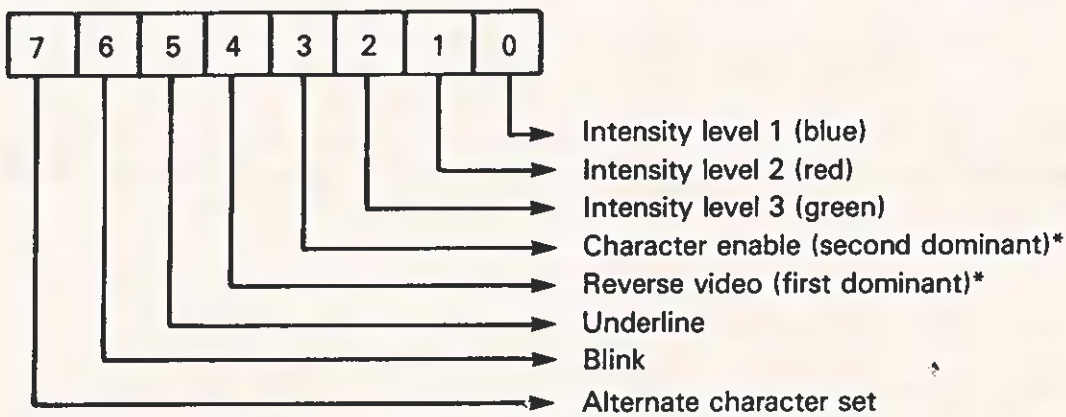 7 6 5 4 3 2 1 0
Intensity level 1 (blue)
Intensity level 2 (red)
Intensity level 3 (green)
Character enable (second dominant)*
Reverse video (first dominant)*
Underline
Blink
Alternate character set